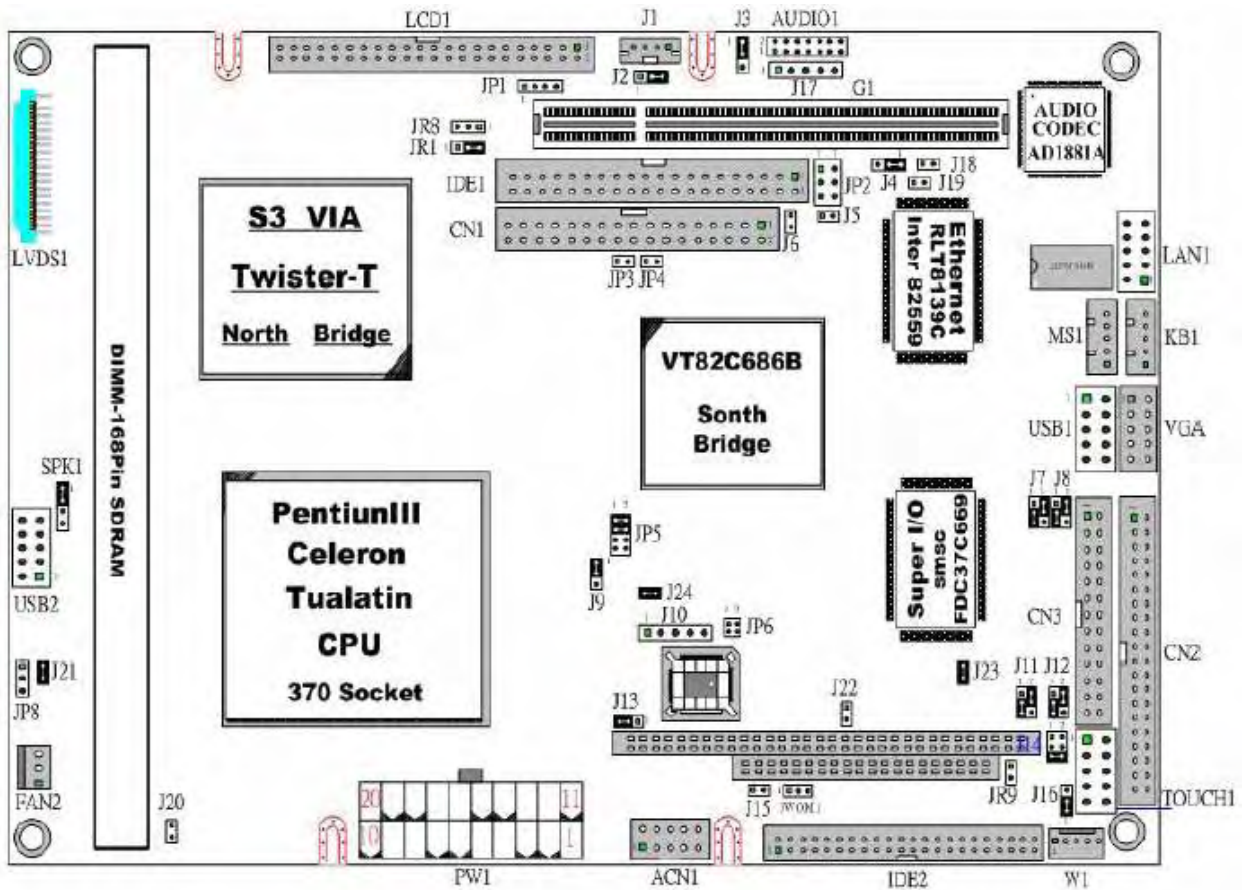 LCD1
J1
J3
AUDIO1
J2
J17
G1
JP1
AUDIO
CODEC
AD1881A
JR8
JR1
IDE1
JP2
J4
J18
J19
J5
CN1
J6
JP3 JP4
LVDS1
S3 VIA
Twister-T
North Bridge
Ethernet
RLT8139C
Inter 82559
LAN1
MS1
KB1
VT82C686B
Sonth
Bridge
DIMM-168Pin SDRAM
USB1
VGA
SPK1
J7 J8
PentiunIII
Celeron
Tualatin
CPU
370 Socket
JP5
J9
Super I/O
smsc
FDC37C669
USB2
J24
J10
JP6
CN3
CN2
J21
JP8
J23
J11 J12
J13
J22
J14
FAN2
J20
20
11
10
1
JR9
J16
TOUCH1
J15
PW1
ACN1
IDE2
W1